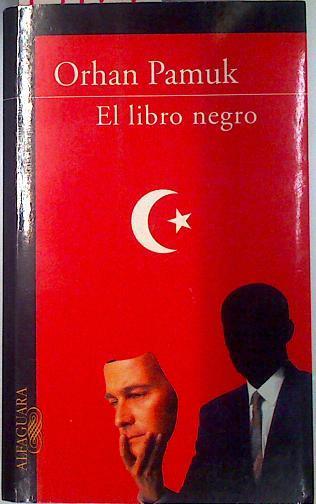 Orhan Pamuk
El libro negro
ALFAGUARA